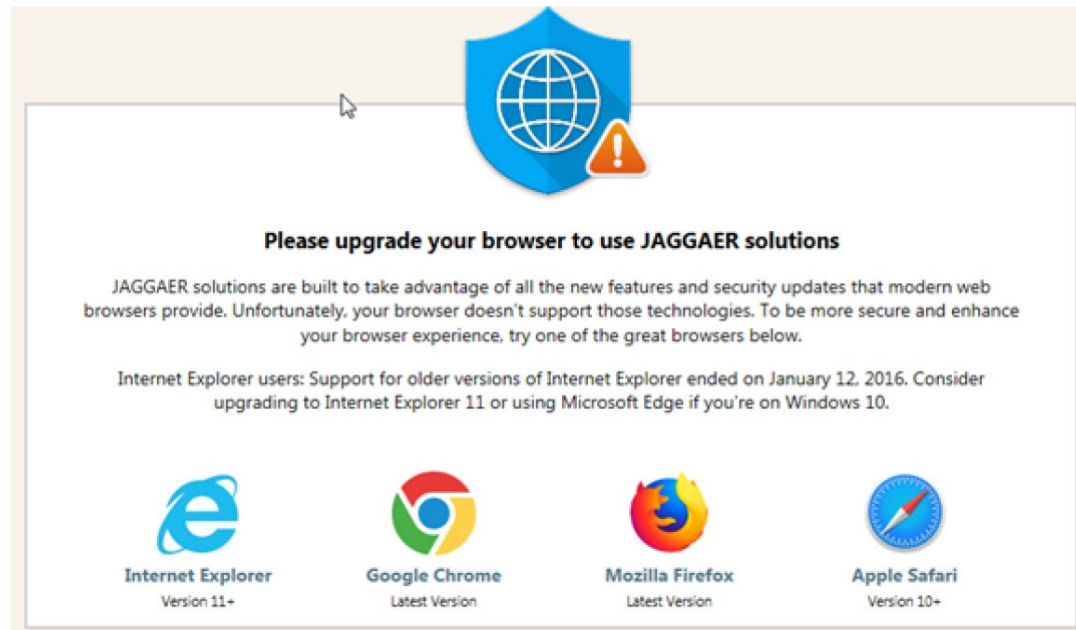 Please upgrade your browser to use JAGGAER solutions
JAGGAER solutions are built to take advantage of all the new features and security updates that modern web
browsers provide. Unfortunately, your browser doesn't support those technologies. To be more secure and enhance
your browser experience, try one of the great browsers below.
Internet Explorer users: Support for older versions of Internet Explorer ended on January 12, 2016. Consider
upgrading to Internet Explorer 11 or using Microsoft Edge if you're on Windows 10.
Internet Explorer
Version 11+
Google Chrome
Latest Version
Mozilla Firefox
Latest Version
Apple Safari
Version 10+